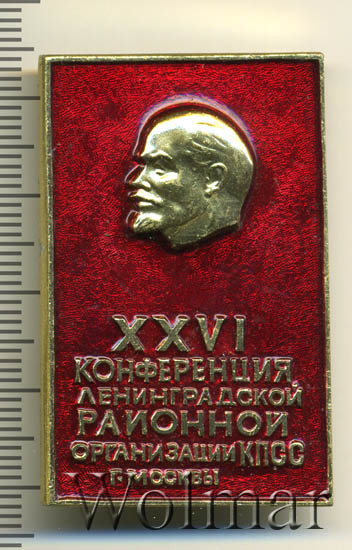 XXVI
КОНФЕРЕНЦИЯ
ЛЕНИНГРАДСКОЙ
РАЙОННОЙ
ОРГАНИЗАЦИИ КПСС
Г. МОСКВЫ
Wolmar